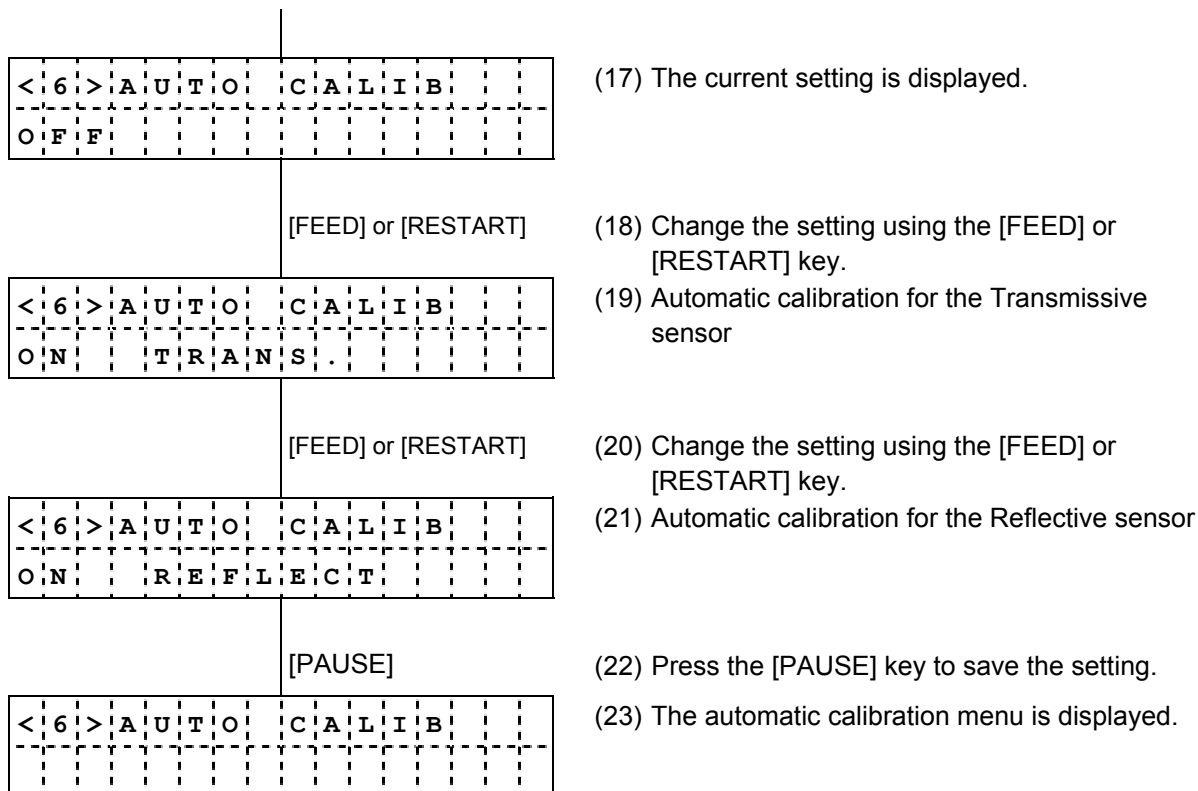 <6>AUTO CALIB
(17) The current setting is displayed.
OFF
[FEED] or [RESTART]
(18) Change the setting using the [FEED] or
[RESTART] key.
<6>AUTO CALIB
(19) Automatic calibration for the Transmissive
sensor
ON  TRANS.
[FEED] or [RESTART]
(20) Change the setting using the [FEED] or
[RESTART] key.
<6>AUTO CALIB
(21) Automatic calibration for the Reflective sensor
ON  REFLECT
[PAUSE]
(22) Press the [PAUSE] key to save the setting.
<6>AUTO CALIB
(23) The automatic calibration menu is displayed.